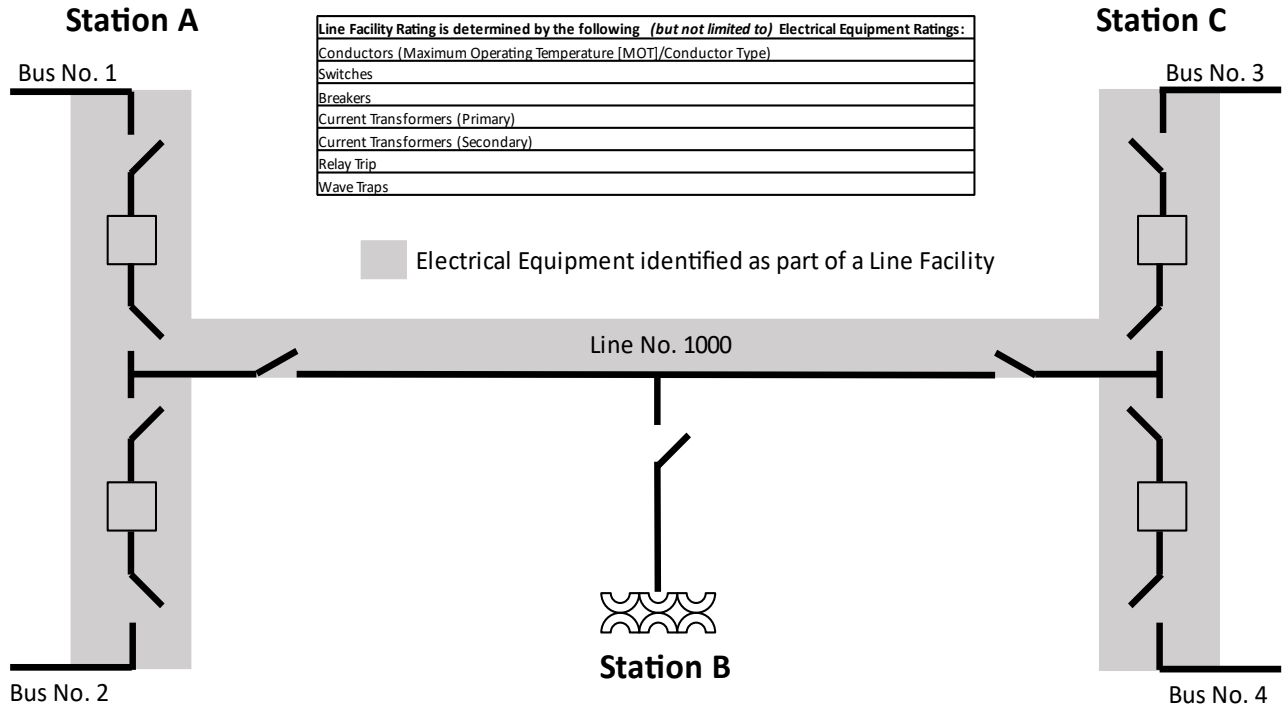 Station A
Station C
Line Facility Rating is determined by the following (but not limited to) Electrical Equipment Ratings:
Conductors (Maximum Operating Temperature [MOT]/Conductor Type)
Switches
Breakers
Current Transformers (Primary)
Current Transformers (Secondary)
Relay Trip
Wave Traps
Bus No. 1
Bus No. 3
Electrical Equipment identified as part of a Line Facility
Line No. 1000
Station B
Bus No. 2
Bus No. 4